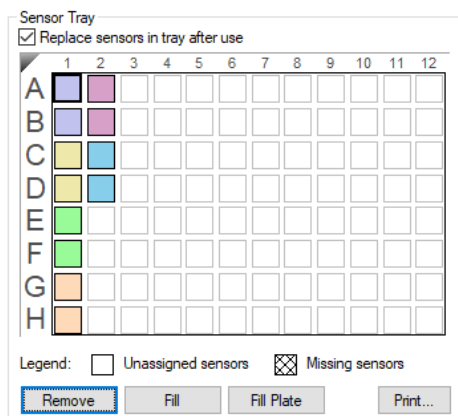 Sensor Tray
Replace sensors in tray after use
1 2 3 4 5 6 7 8 9 10 11 12
A
B
C
D
E
F
G
H
Legend: Unassigned sensors Missing sensors
Remove Fill Fill Plate Print...